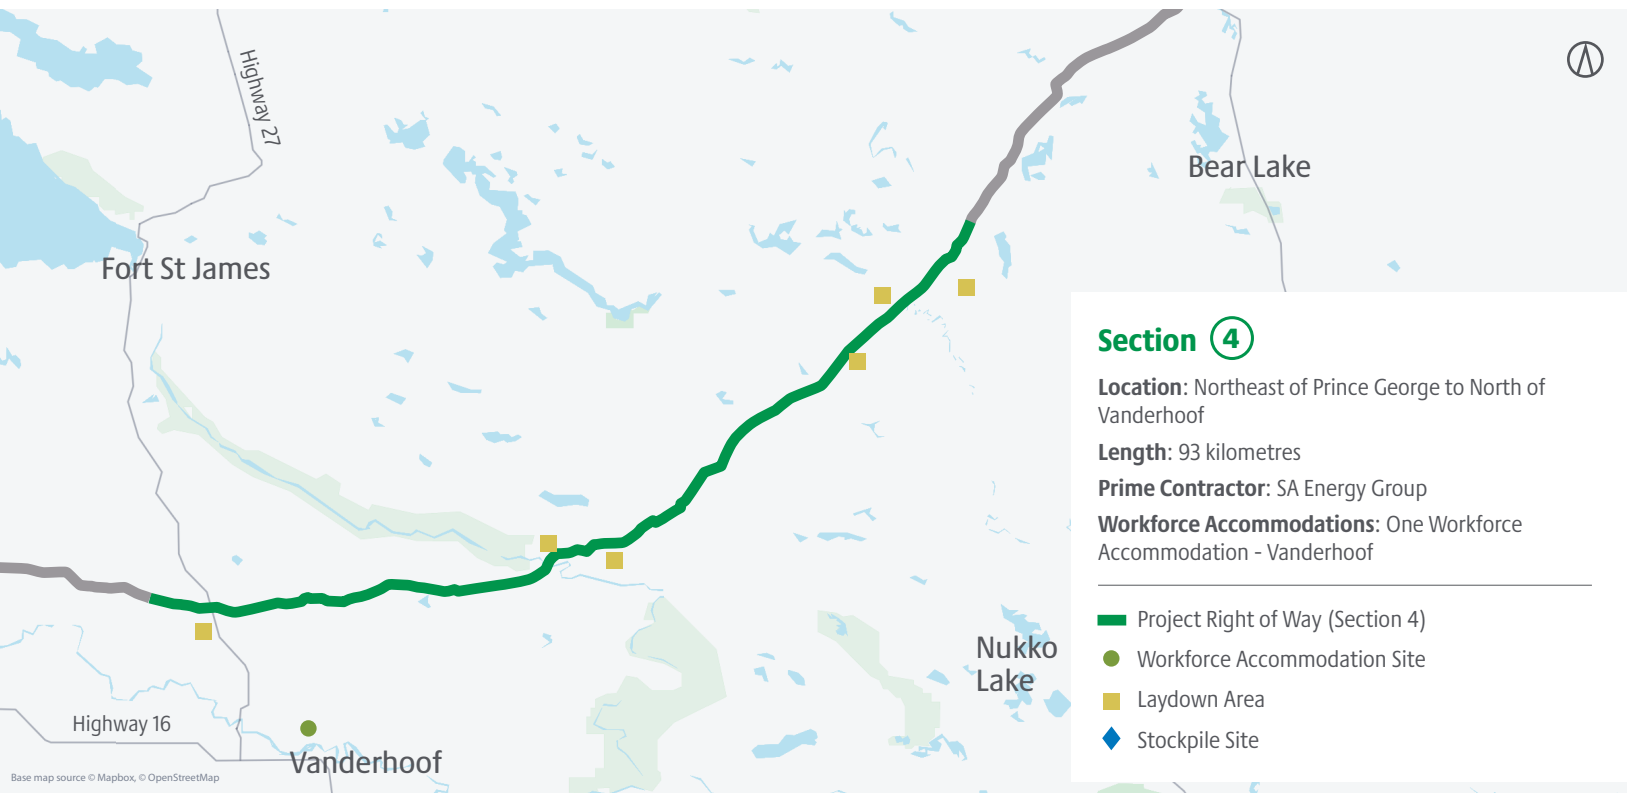 Highway 27
Bear Lake
Fort St James
Section 4
Location: Northeast of Prince George to North of
Vanderhoof
Length: 93 kilometres
Prime Contractor: SA Energy Group
Workforce Accommodations: One Workforce
Accommodation - Vanderhoof
Project Right of Way (Section 4)
Workforce Accommodation Site
Laydown Area
Stockpile Site
Nukko
Lake
Highway 16
Vanderhoof
Base map source © Mapbox, © OpenStreetMap